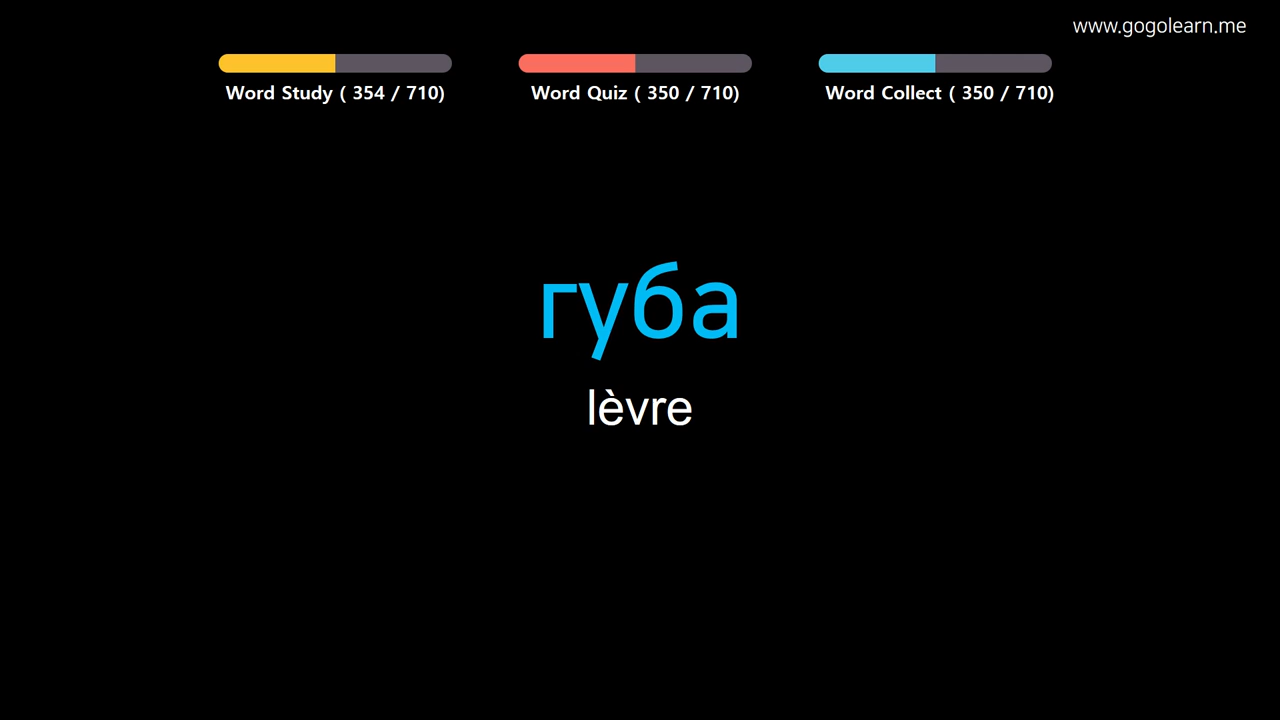 www.gogolearn.me
Word Study ( 354 / 710)
Word Quiz ( 350 / 710)
Word Collect ( 350 / 710)
губа
lèvre